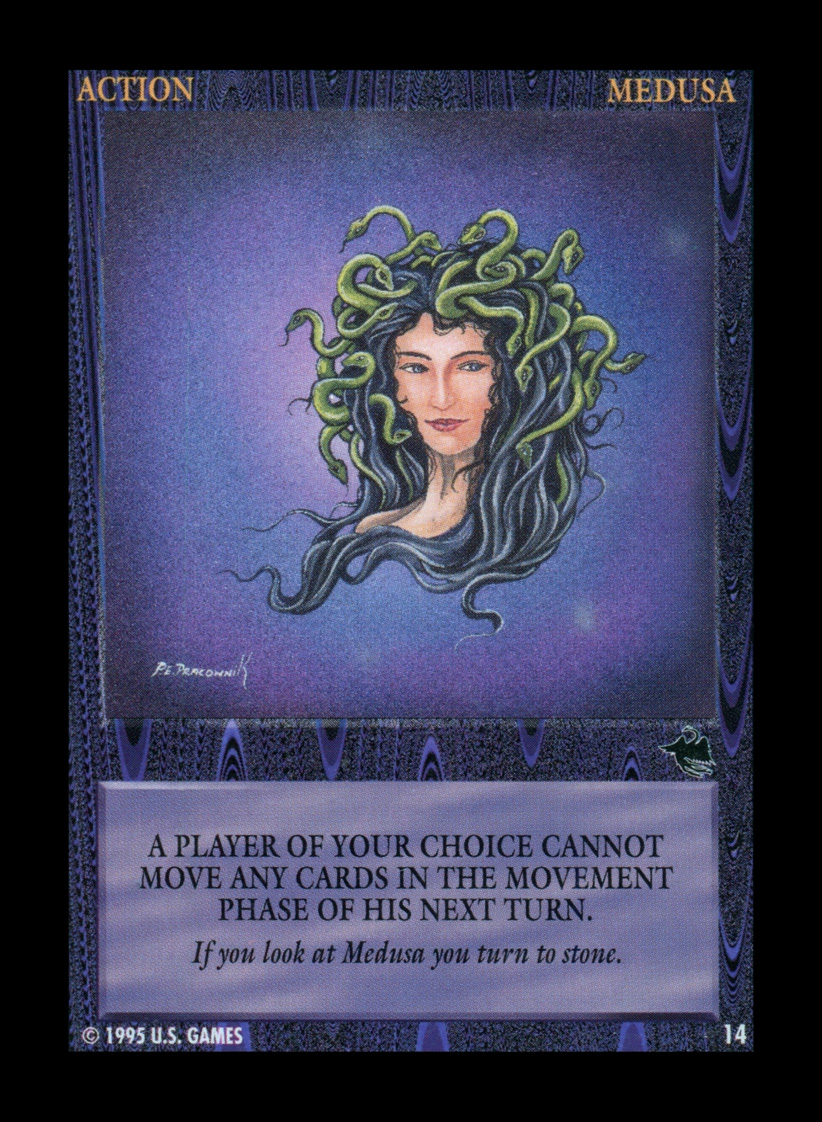 ACTION
MEDUSA
P.E. PRACOWNIK
A PLAYER OF YOUR CHOICE CANNOT
MOVE ANY CARDS IN THE MOVEMENT
PHASE OF HIS NEXT TURN.
If you look at Medusa you turn to stone.
© 1995 U.S. GAMES
14